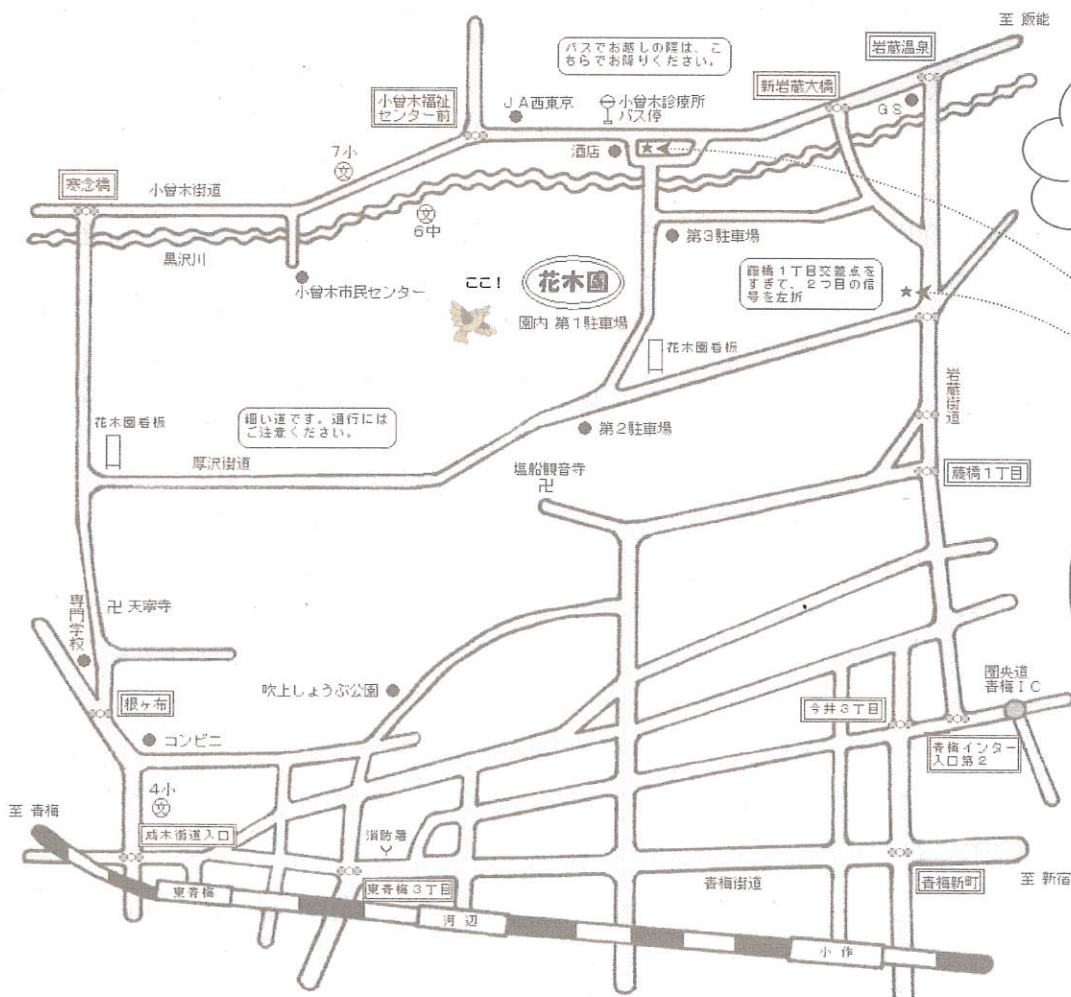 至 飯能
岩蔵温泉
バスでお越しの際は、こ
ちらでお降りください。
新岩蔵大橋
小曾木福祉
センター前
JA西東京
小曾木診療所
バス停
GS
酒店
7小
文
寒念橋
小曾木街道
文
6中
第3駐車場
黒沢川
小曾木市民センター
ここ!
花木園
園内 第1駐車場
藤橋1丁目交差点を
すぎて、2つ目の信
号を左折
花木園看板
岩蔵街道
花木園看板
細い道です。通行には
ご注意ください。
第2駐車場
厚沢街道
塩船観音寺
卍
藤橋1丁目
卍 天寧寺
専門学校
吹上しょうぶ公園
圏央道
青梅IC
根ヶ布
今井3丁目
コンビニ
青梅インター
入口第2
4小
文
至 青梅
成木街道入口
消防署
東青梅
東青梅3丁目
河辺
青梅街道
青梅新町
至 新宿
小作